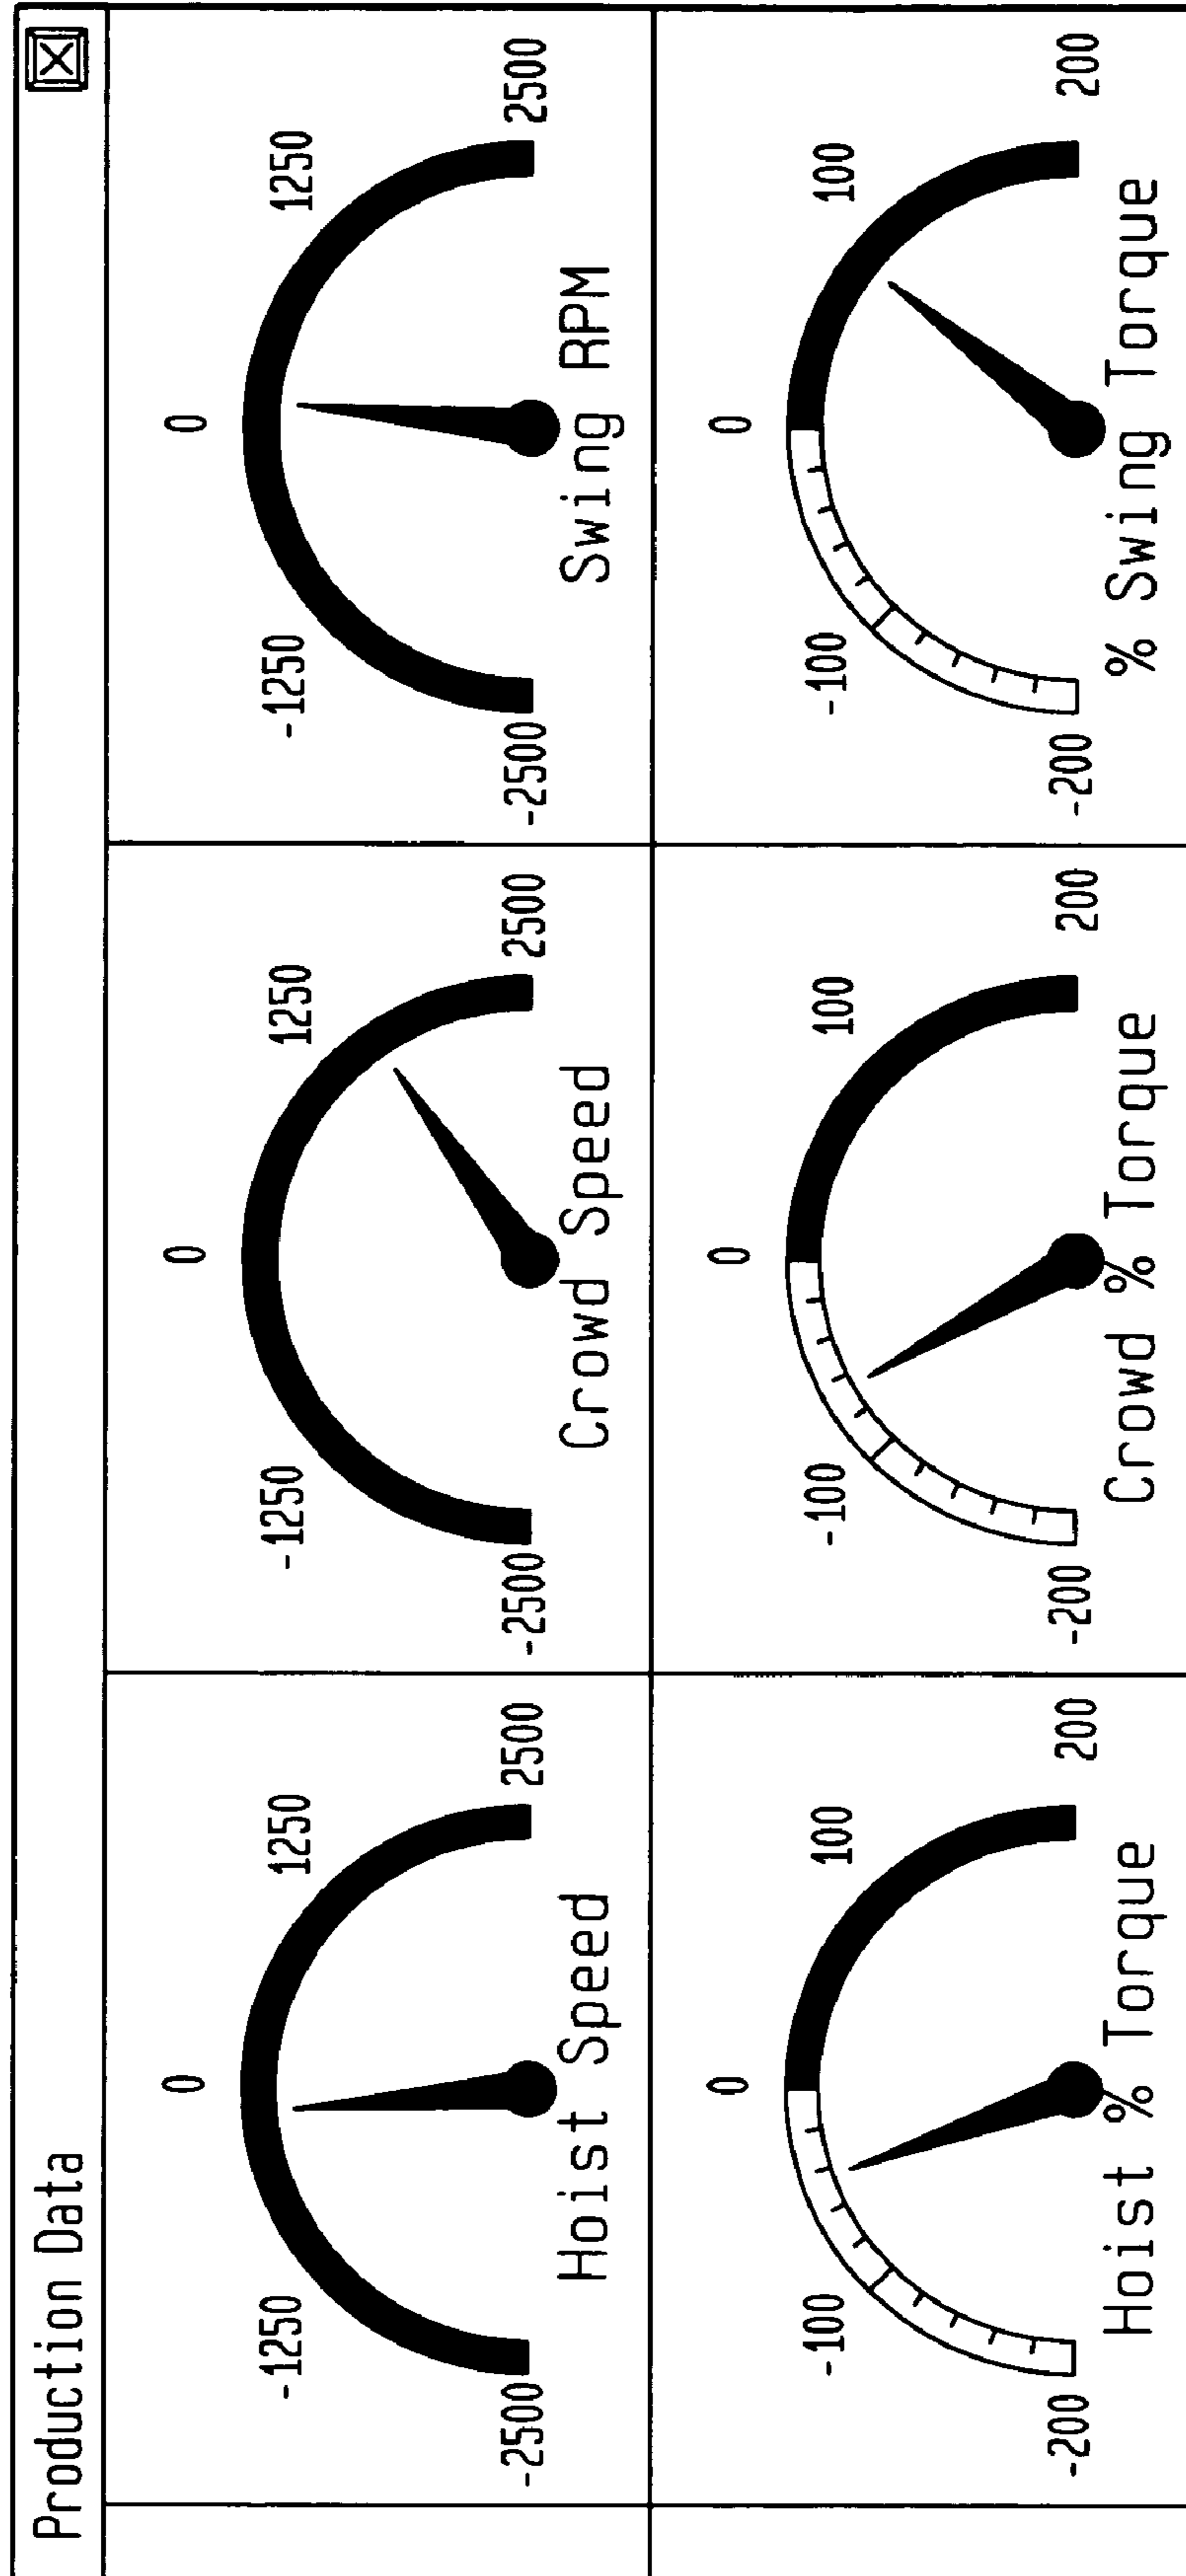 Production Data
0
-1250 1250
-2500 2500
Hoist Speed
0
-1250 1250
-2500 2500
Crowd Speed
0
-1250 1250
-2500 2500
Swing RPM
0
-100 100
-200 200
Hoist % Torque
0
-100 100
-200 200
Crowd % Torque
0
-100 100
-200 200
% Swing Torque